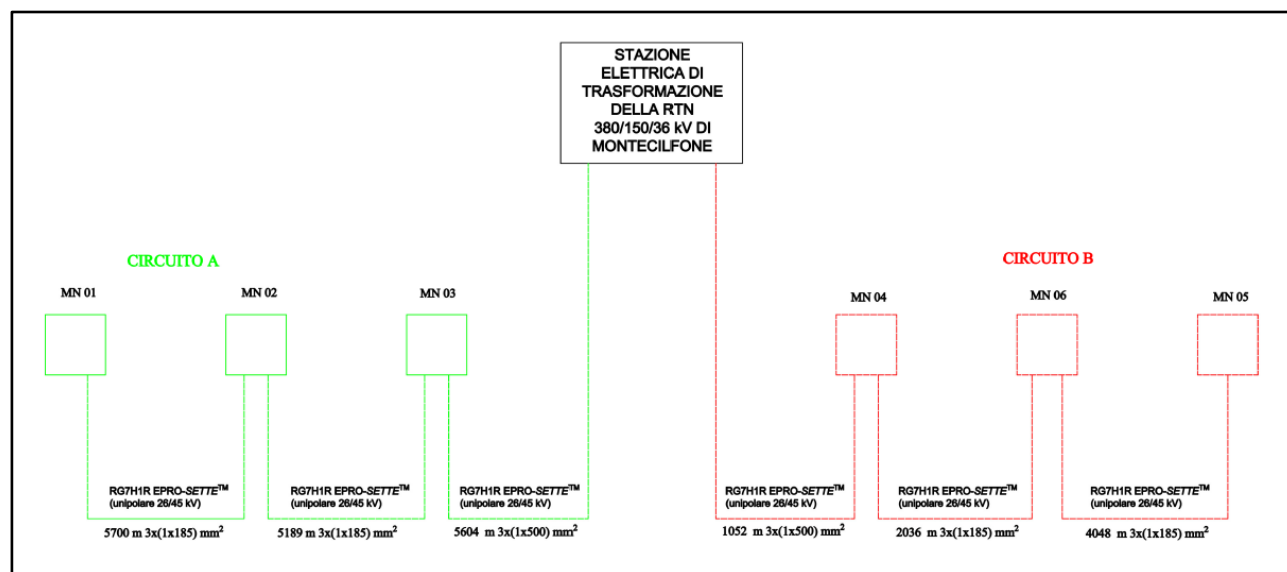 STAZIONE
ELETTRICA DI
TRASFORMAZIONE
DELLA RTN
380/150/36 kV DI
MONTECILFONE
CIRCUITO A
CIRCUITO B
MN 01
MN 02
MN 03
MN 04
MN 06
MN 05
RG7H1R EPRO-SETTE™
(unipolare 26/45 kV)
5700 m 3x(1x185) mm²
RG7H1R EPRO-SETTE™
(unipolare 26/45 kV)
5189 m 3x(1x185) mm²
RG7H1R EPRO-SETTE™
(unipolare 26/45 kV)
5604 m 3x(1x500) mm²
RG7H1R EPRO-SETTE™
(unipolare 26/45 kV)
1052 m 3x(1x500) mm²
RG7H1R EPRO-SETTE™
(unipolare 26/45 kV)
2036 m 3x(1x185) mm²
RG7H1R EPRO-SETTE™
(unipolare 26/45 kV)
4048 m 3x(1x185) mm²